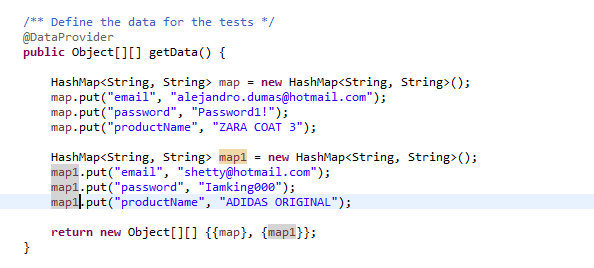 /** Define the data for the tests */
@DataProvider
public Object[][] getData() {
HashMap<String, String> map = new HashMap<String, String>();
map.put("email", "alejandro.dumas@hotmail.com");
map.put("password", "Password1!");
map.put("productName", "ZARA COAT 3");
HashMap<String, String> map1 = new HashMap<String, String>();
map1.put("email", "shetty@hotmail.com");
map1.put("password", "Iamking000");
map1.put("productName", "ADIDAS ORIGINAL");
return new Object[][] {{map}, {map1}};
}